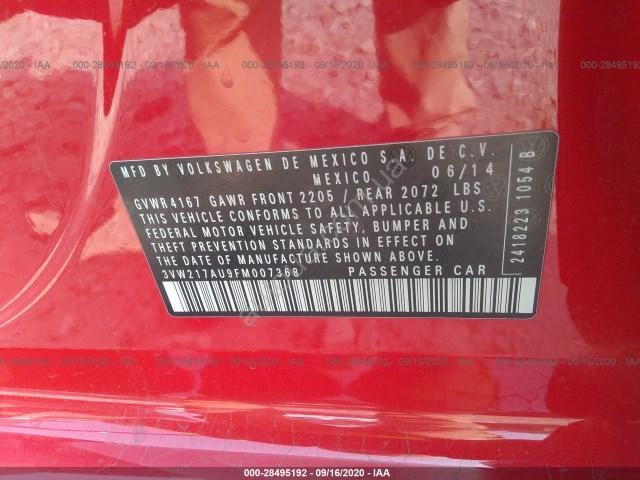 000-28495192 - 09/16/2020 - IAA
MFD BY VOLKSWAGEN DE MEXICO S.A. DE C.V.
MEXICO 06/14
GVWR 4167 GAWR FRONT 2205 / REAR 2072 LBS
THIS VEHICLE CONFORMS TO ALL APPLICABLE U.S.
FEDERAL MOTOR VEHICLE SAFETY, BUMPER AND
THEFT PREVENTION STANDARDS IN EFFECT ON
THE DATE OF MANUFACTURE SHOWN ABOVE.
3VW217AU9FM007368 PASSENGER CAR
2418223 1054 B
000-28495192 - 09/16/2020 - IAA